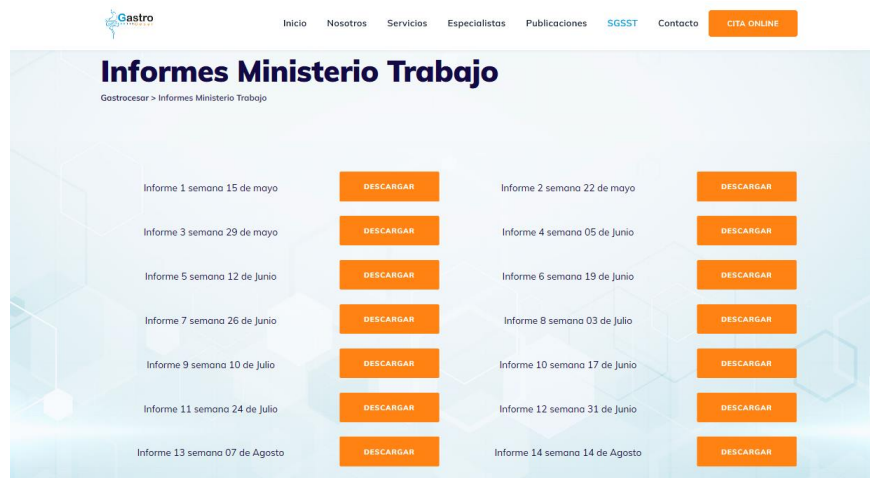 Gastro
Inicio Nosotros Servicios Especialistas Publicaciones SGSST Contacto CITA ONLINE
Informes Ministerio Trabajo
Gastrocesar > Informes Ministerio Trabajo
Informe 1 semana 15 de mayo DESCARGAR Informe 2 semana 22 de mayo DESCARGAR
Informe 3 semana 29 de mayo DESCARGAR Informe 4 semana 05 de Junio DESCARGAR
Informe 5 semana 12 de Junio DESCARGAR Informe 6 semana 19 de Junio DESCARGAR
Informe 7 semana 26 de Junio DESCARGAR Informe 8 semana 03 de Julio DESCARGAR
Informe 9 semana 10 de Julio DESCARGAR Informe 10 semana 17 de Junio DESCARGAR
Informe 11 semana 24 de Julio DESCARGAR Informe 12 semana 31 de Junio DESCARGAR
Informe 13 semana 07 de Agosto DESCARGAR Informe 14 semana 14 de Agosto DESCARGAR